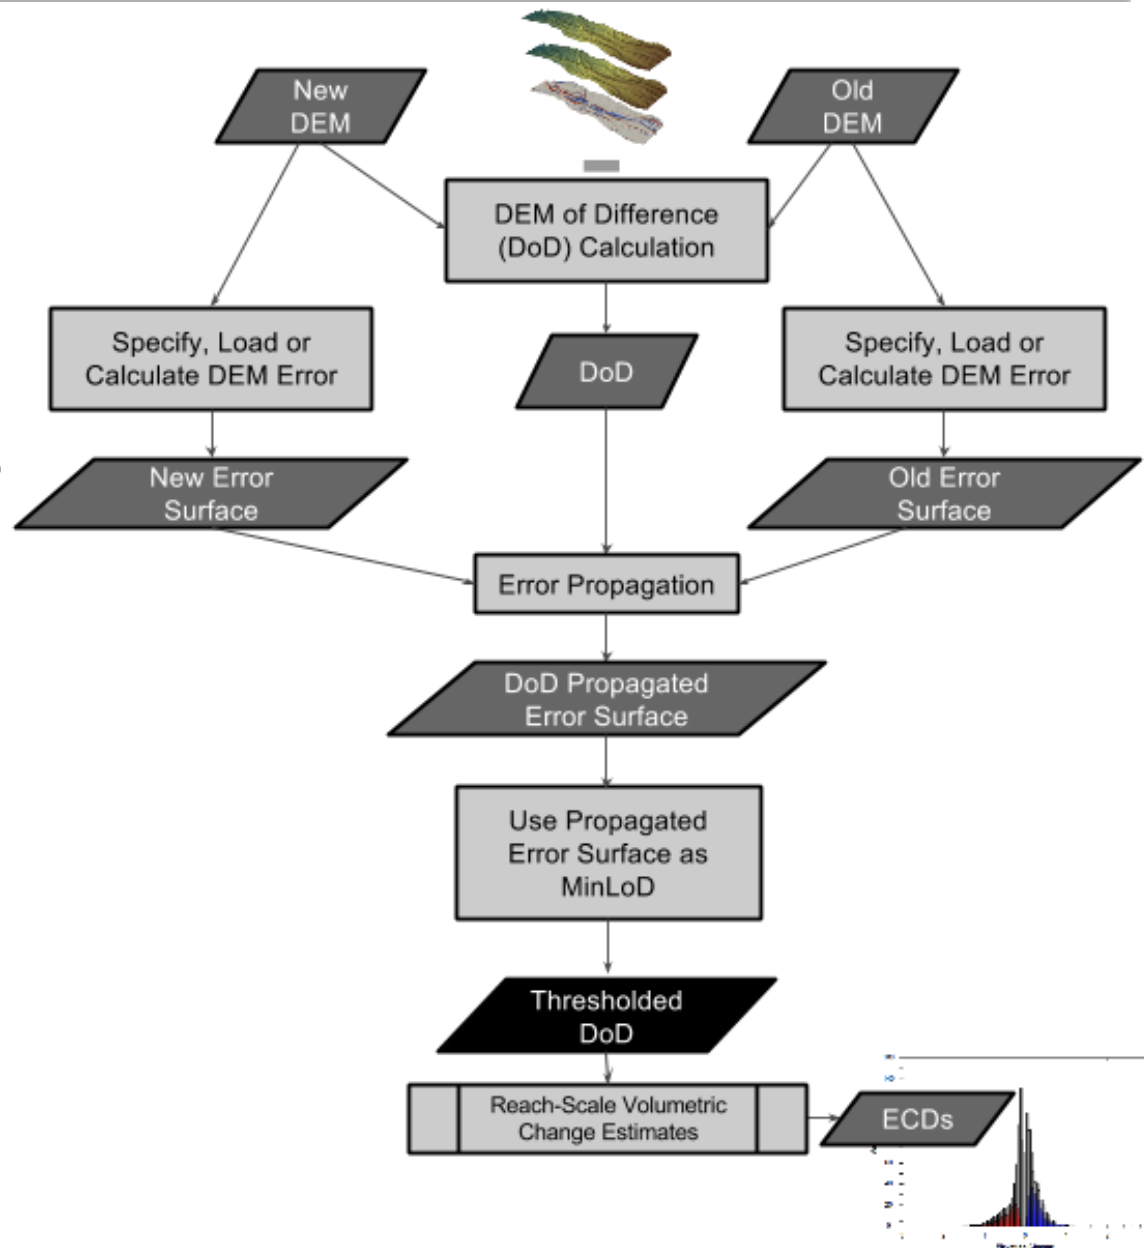 New
DEM
Old
DEM
DEM of Difference
(DoD) Calculation
Specify, Load or
Calculate DEM Error
DoD
Specify, Load or
Calculate DEM Error
New Error
Surface
Old Error
Surface
Error Propagation
DoD Propagated
Error Surface
Use Propagated
Error Surface as
MinLoD
Thresholded
DoD
Reach-Scale Volumetric
Change Estimates
ECDs